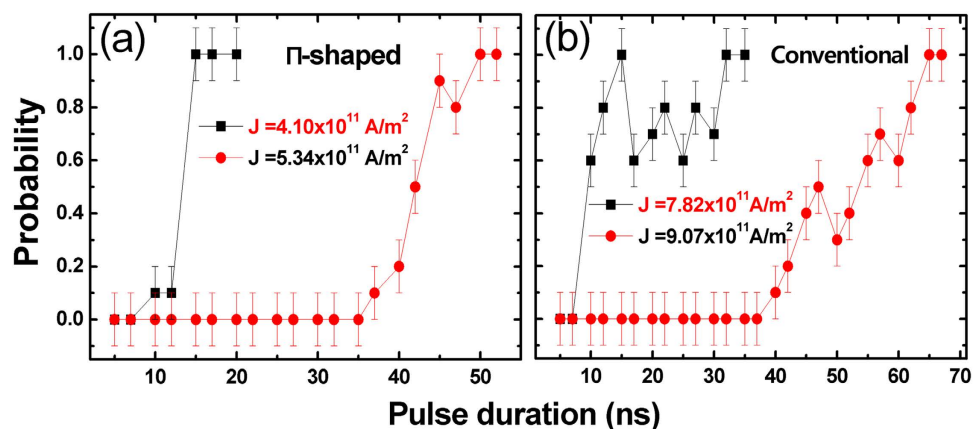 (a)
Π-shaped
J =4.10x10¹¹ A/m²
J =5.34x10¹¹ A/m²
(b)
Conventional
J =7.82x10¹¹A/m²
J =9.07x10¹¹A/m²
Probability
1.0
0.8
0.6
0.4
0.2
0.0
10 20 30 40 50
10 20 30 40 50 60 70
Pulse duration (ns)